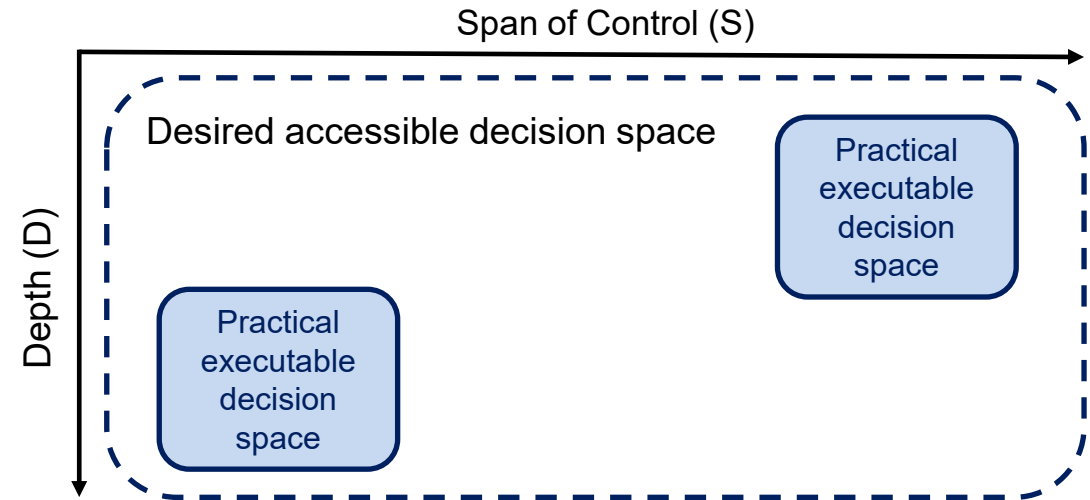 Span of Control (S)
Desired accessible decision space
Practical
executable
decision
space
Depth (D)
Practical
executable
decision
space